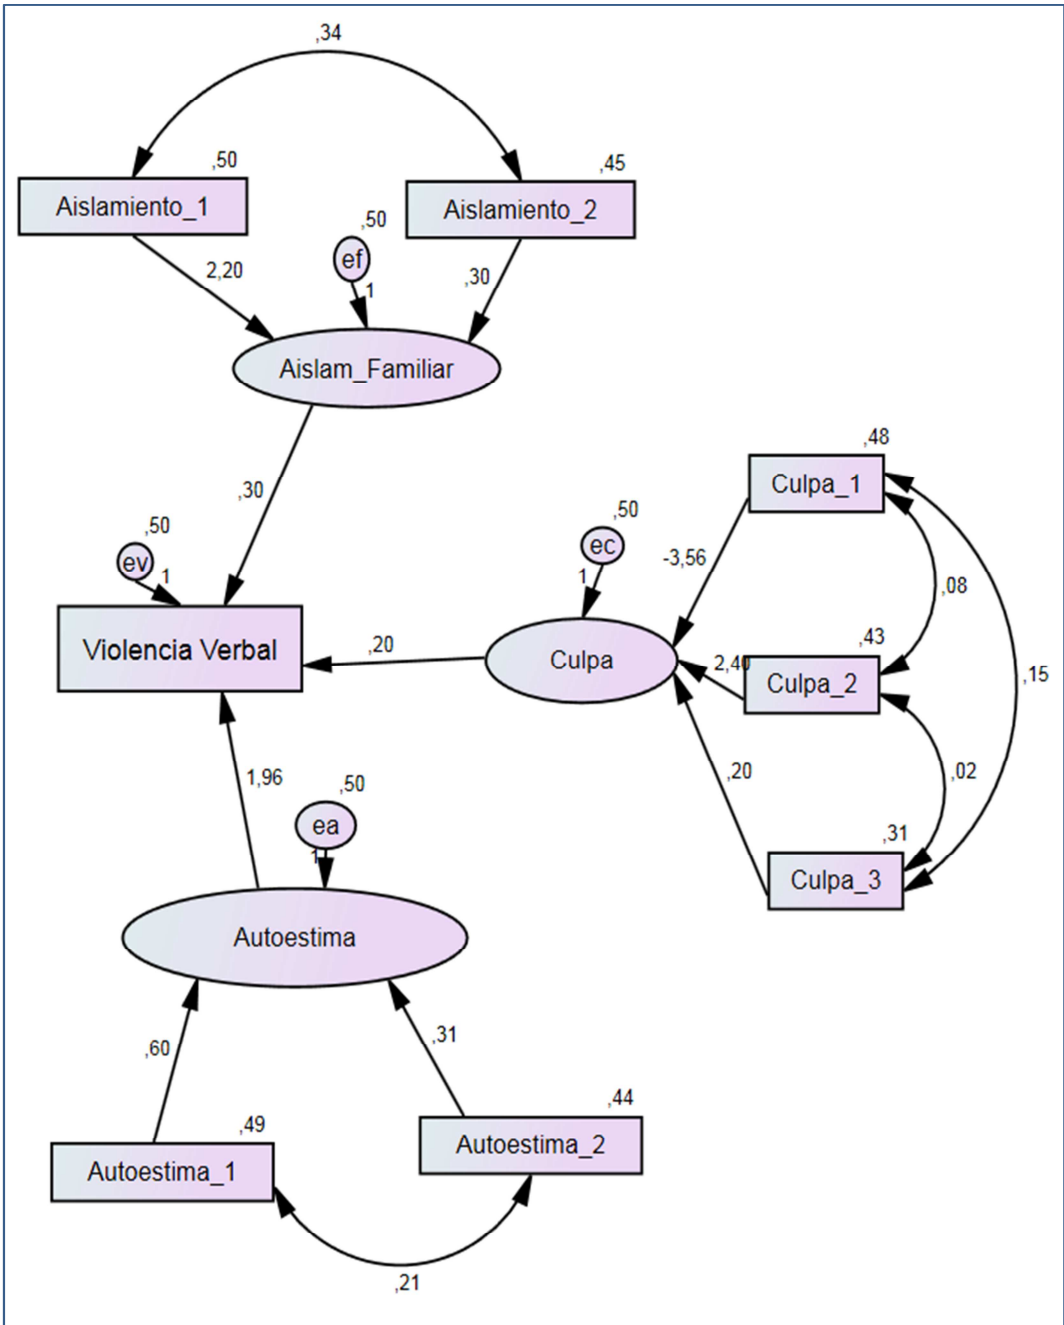 ,34
,50
,45
Aislamiento_1
Aislamiento_2
,50
ef
2,20
1
,30
Aislam_Familiar
,48
Culpa_1
,30
,50
,50
ev
1
ec
1
-3,56
,08
Violencia Verbal
,20
Culpa
2,40
,43
Culpa_2
,15
1,96
,50
,20
,02
ea
1
,31
Culpa_3
Autoestima
,60
,31
,49
,44
Autoestima_1
Autoestima_2
,21